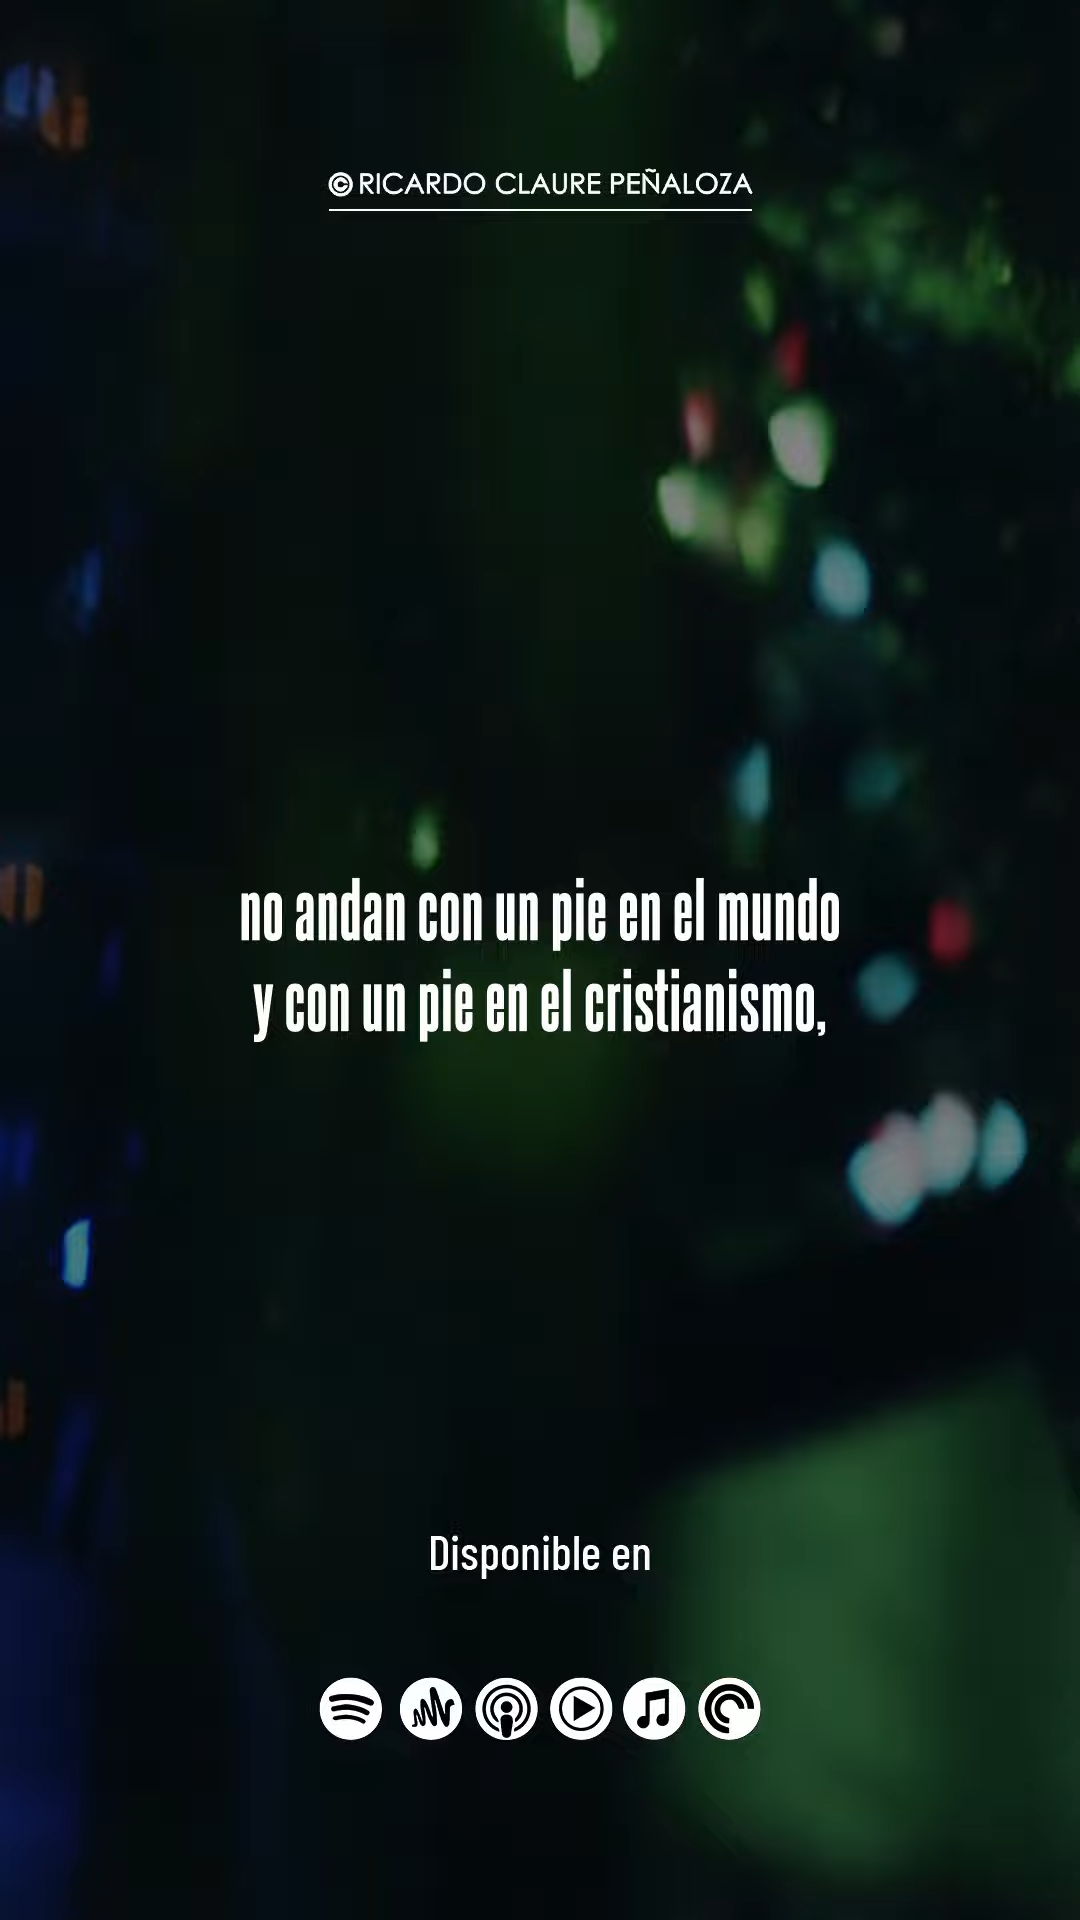 © RICARDO CLAURE PEÑALOZA
no andan con un pie en el mundo
y con un pie en el cristianismo,
Disponible en